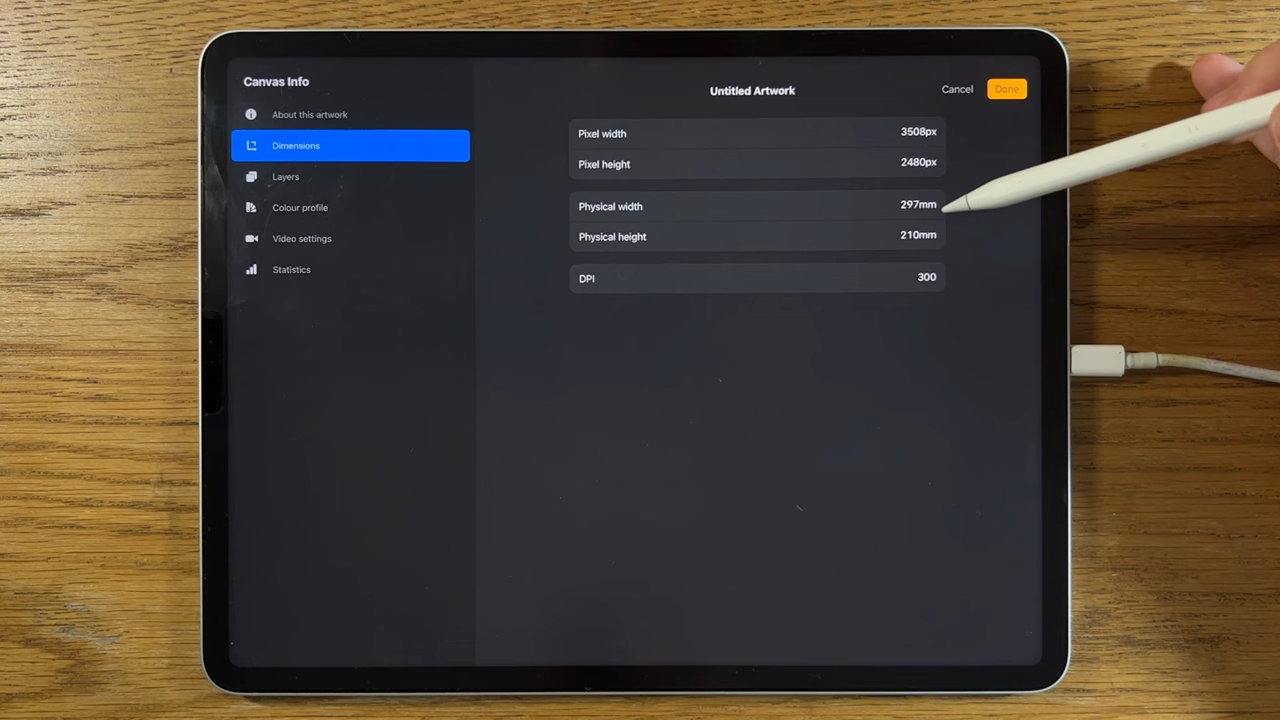 Canvas Info
About this artwork
Dimensions
Layers
Colour profile
Video settings
Statistics
Untitled Artwork
Cancel
Done
Pixel width 3508px
Pixel height 2480px
Physical width 297mm
Physical height 210mm
DPI 300